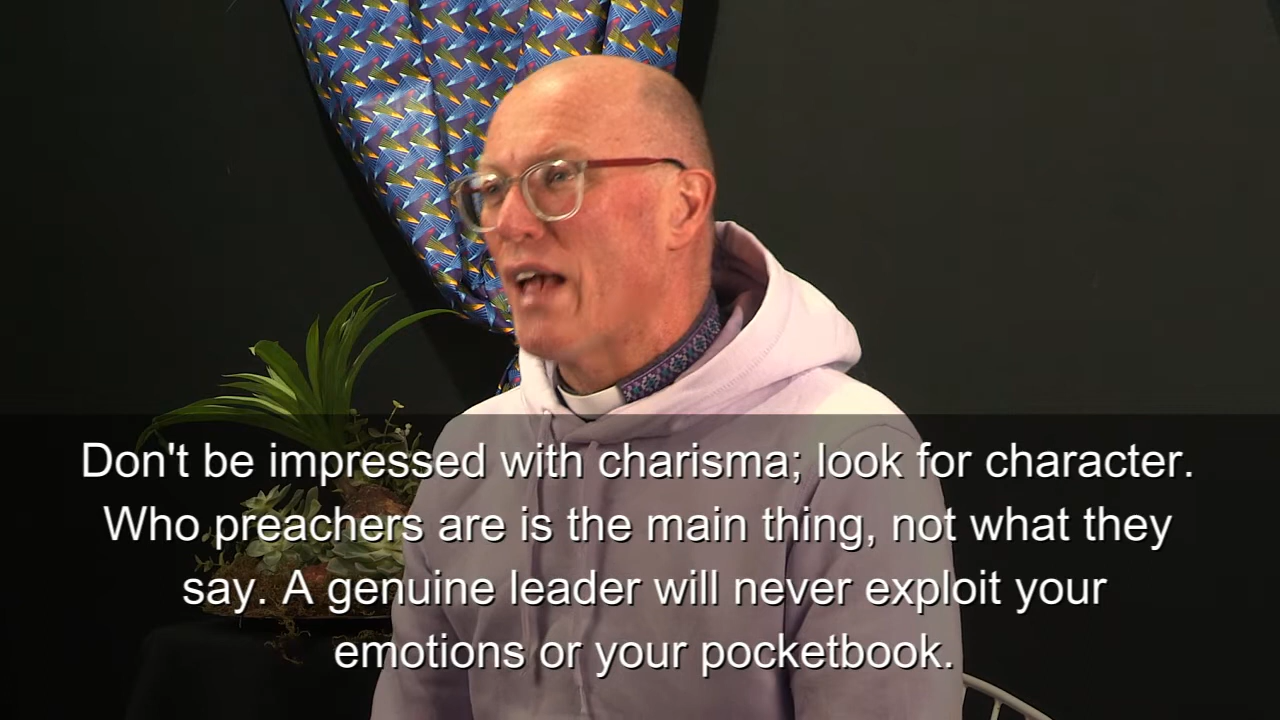 Don't be impressed with charisma; look for character.
Who preachers are is the main thing, not what they
say. A genuine leader will never exploit your
emotions or your pocketbook.